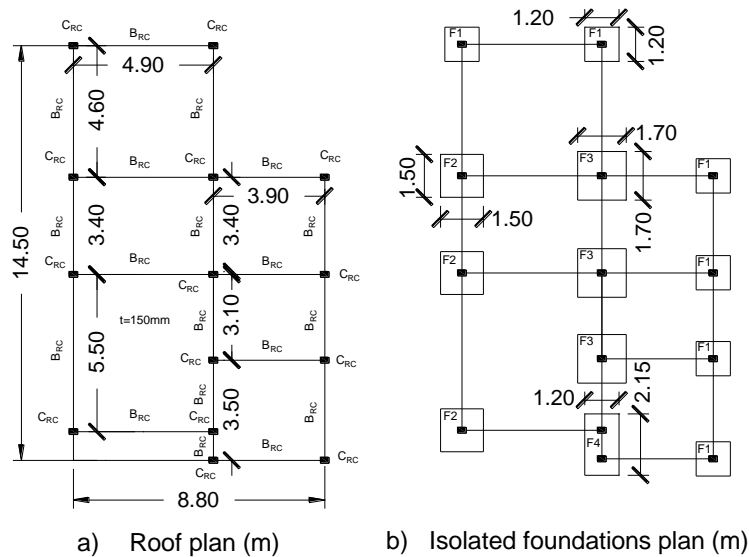 CRC BRC CRC
4.90
BRC 4.60 BRC
CRC CRC
BRC BRC CRC
3.90
BRC 3.40 3.40 BRC
14.50
CRC BRC BRC CRC
CRC
t=150mm
BRC 5.50 BRC 3.10
CRC BRC CRC
BRC 3.50 BRC
CRC BRC CRC
BRC BRC
CRC CRC
8.80
a) Roof plan (m)
1.20
F1 F1 1.20
1.70
F2 F3 F1
1.50 1.70
1.50
F2 F3 F1
F3 F1
1.20 2.15
F2 F4 F1
b) Isolated foundations plan (m)